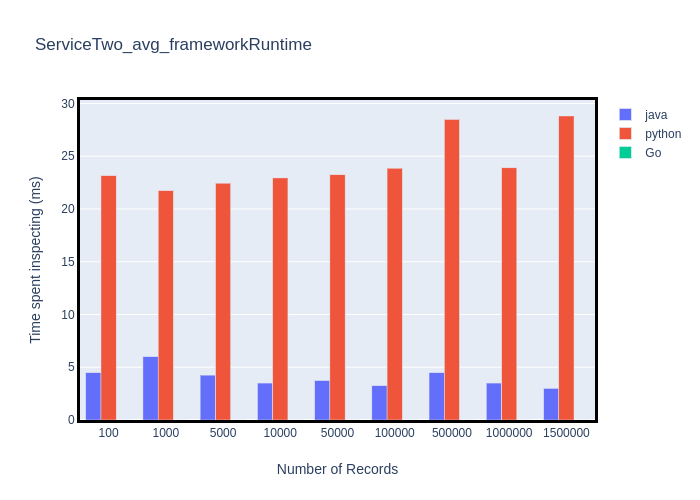 ServiceTwo_avg_frameworkRuntime
30
25
20
15
10
5
0
Time spent inspecting (ms)
100 1000 5000 10000 50000 100000 500000 1000000 1500000
Number of Records
java
python
Go